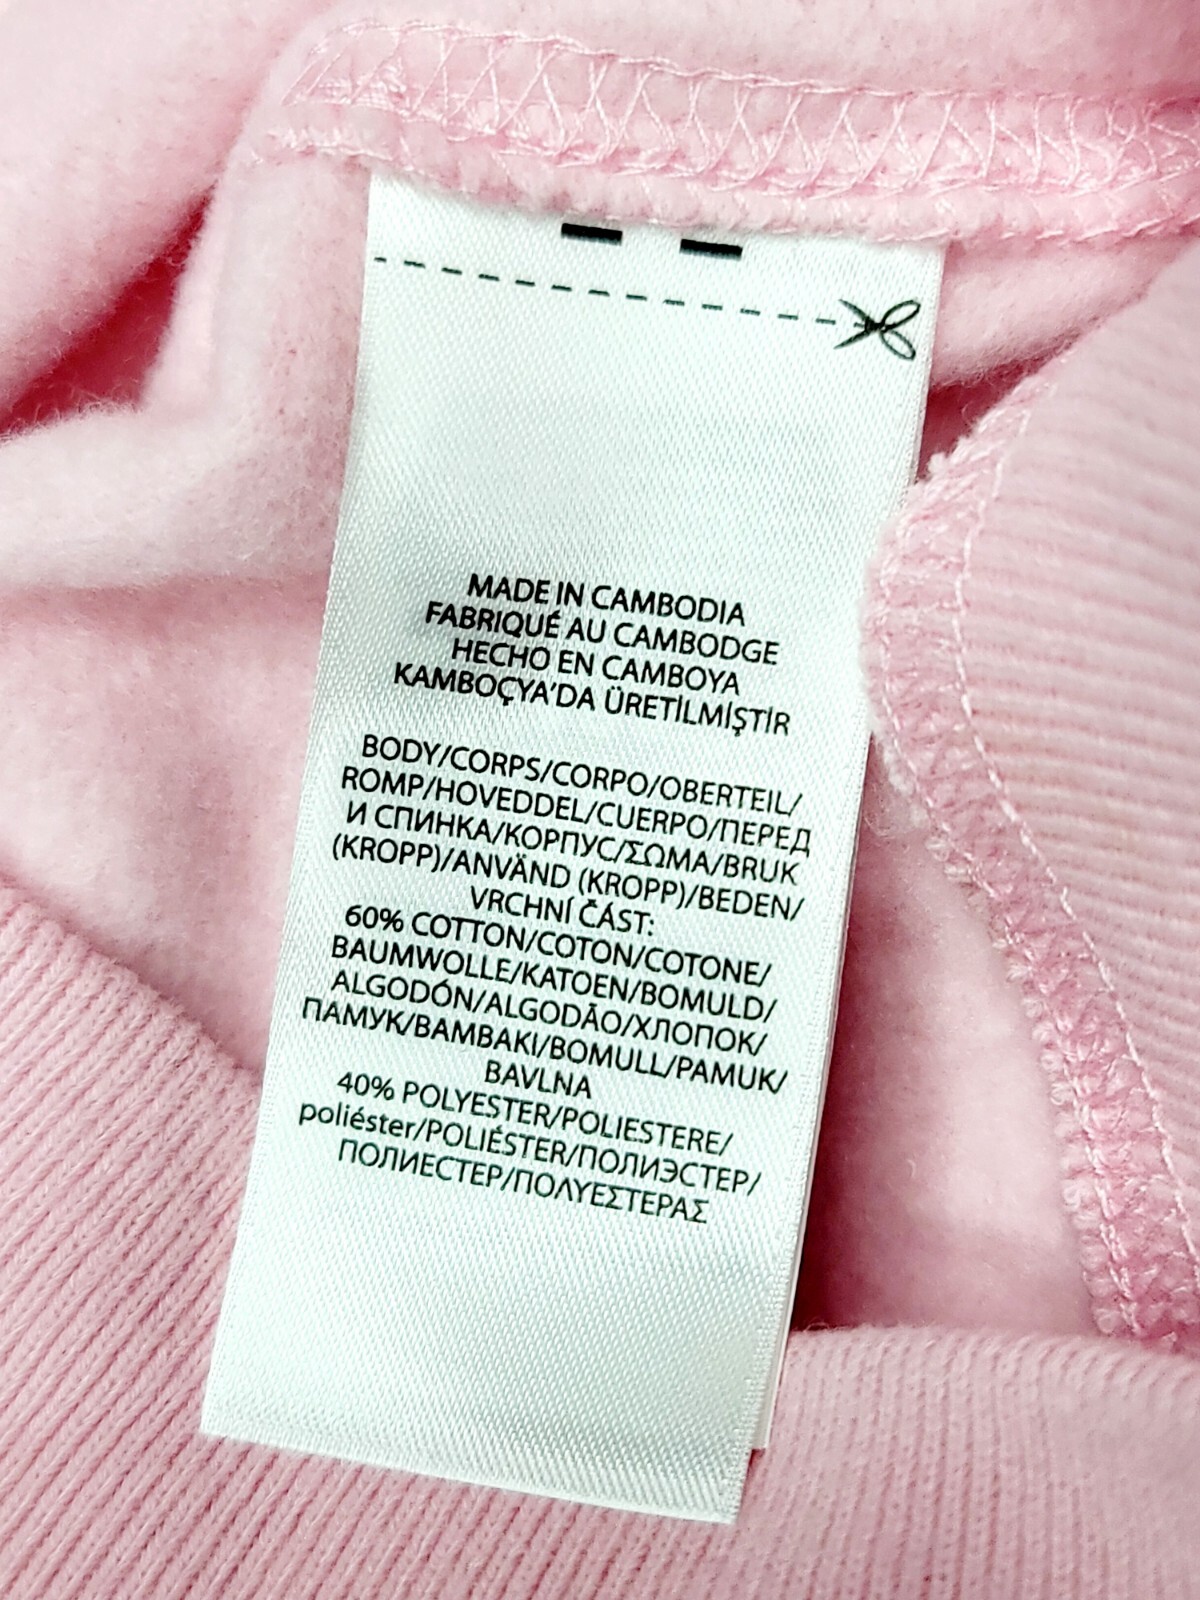 MADE IN CAMBODIA
FABRIQUÉ AU CAMBODGE
HECHO EN CAMBOYA
KAMBOÇYA'DA ÜRETİLMİŞTİR
BODY/CORPS/CORPO/OBERTEIL/
ROMP/HOVEDDEL/CUERPO/ПЕРЕД
И СПИНКА/КОРПУС/ΣΩΜΑ/BRUK
(KROPP)/ANVÄND (KROPP)/BEDEN/
VRCHNÍ ČÁST:
60% COTTON/COTON/COTONE/
BAUMWOLLE/KATOEN/BOMULD/
ALGODÓN/ALGODÃO/ХЛОПОК/
ПАМУК/BAMBAKI/BOMULL/PAMUK/
BAVLNA
40% POLYESTER/POLIESTERE/
poliéster/POLIÉSTER/ПОЛИЭСТЕР/
ПОЛИЕСТЕР/ΠΟΛΥΕΣΤΕΡΑΣ